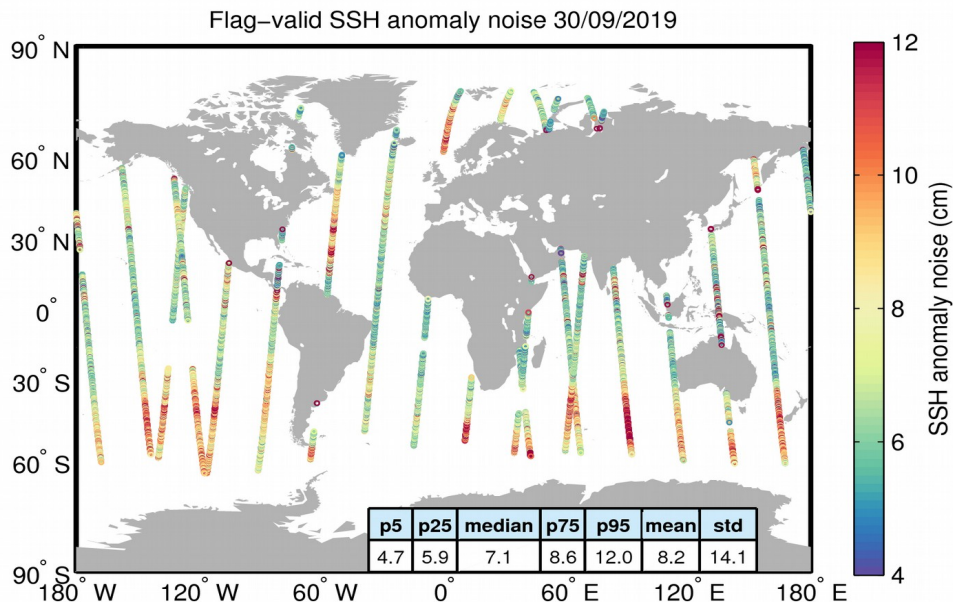 Flag−valid SSH anomaly noise 30/09/2019
90° N
60° N
30° N
0°
30° S
60° S
90° S
180° W
120° W
60° W
0°
60° E
120° E
180° E
p5 p25 median p75 p95 mean std
4.7 5.9 7.1 8.6 12.0 8.2 14.1
12
10
8
6
4
SSH anomaly noise (cm)